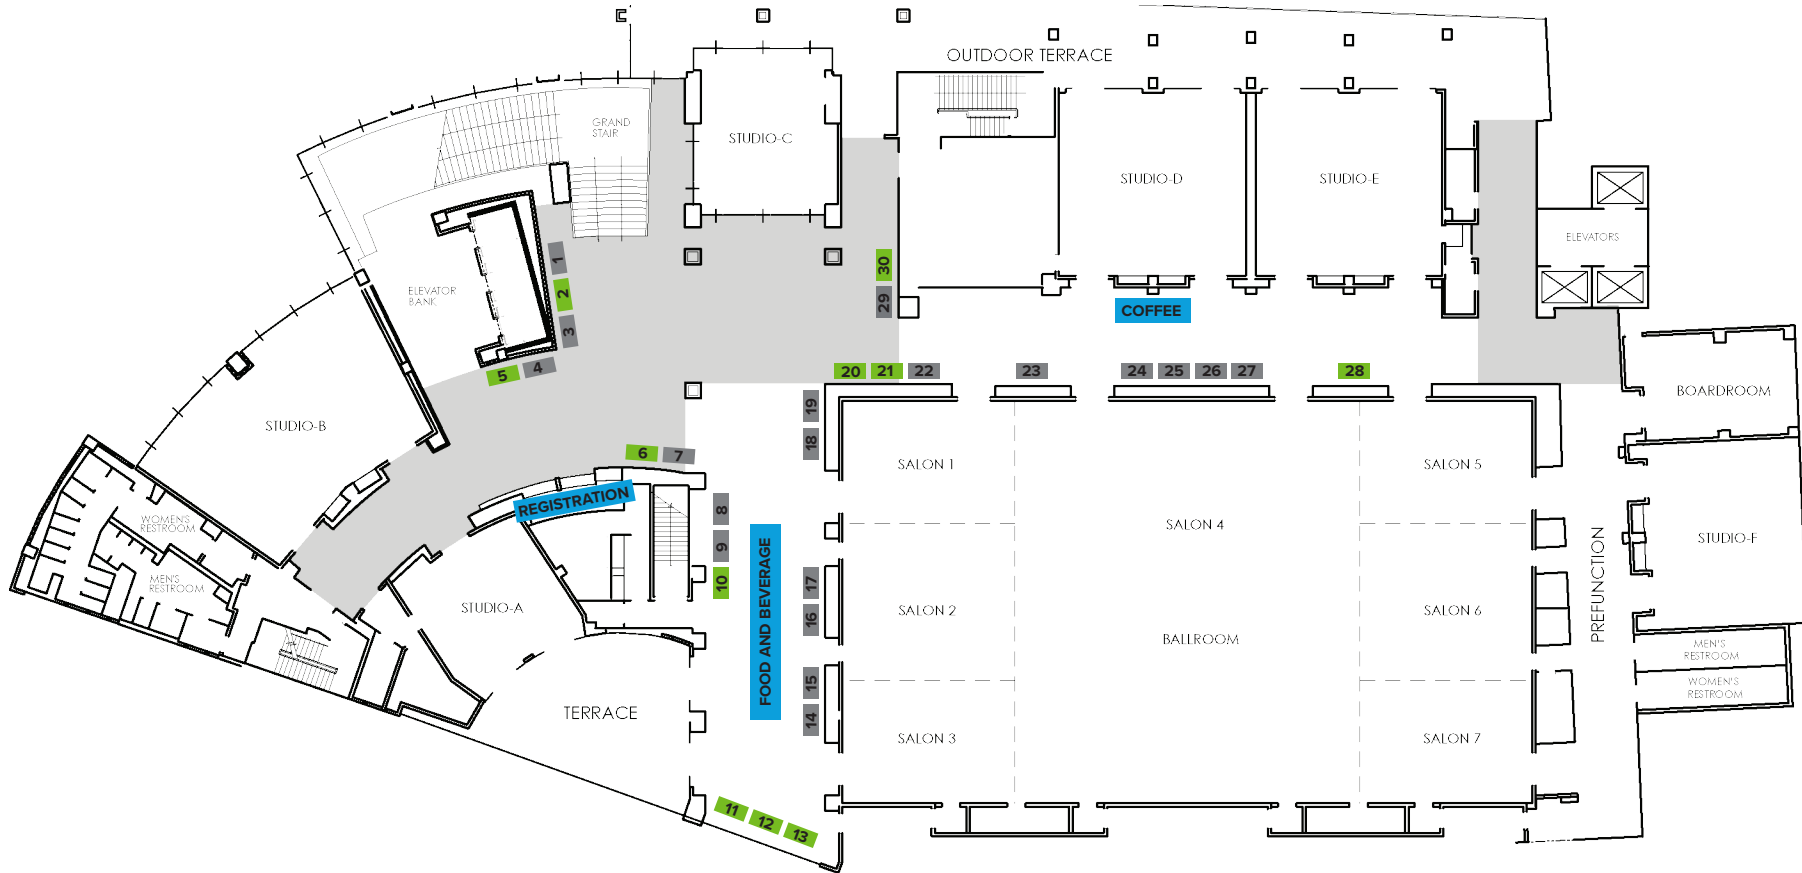 OUTDOOR TERRACE
GRAND
STAIR
STUDIO-C
STUDIO-D
STUDIO-E
ELEVATORS
1
2
3
4
5
30
29
ELEVATOR
BANK
COFFEE
20
21
22
23
24
25
26
27
28
BOARDROOM
19
18
STUDIO-B
6
7
SALON 1
SALON 5
REGISTRATION
8
9
10
WOMEN'S
RESTROOM
SALON 4
STUDIO-F
PREFUNCTION
FOOD AND BEVERAGE
MEN'S
RESTROOM
STUDIO-A
17
16
SALON 2
SALON 6
BALLROOM
MEN'S
RESTROOM
WOMEN'S
RESTROOM
15
14
TERRACE
SALON 3
SALON 7
11
12
13